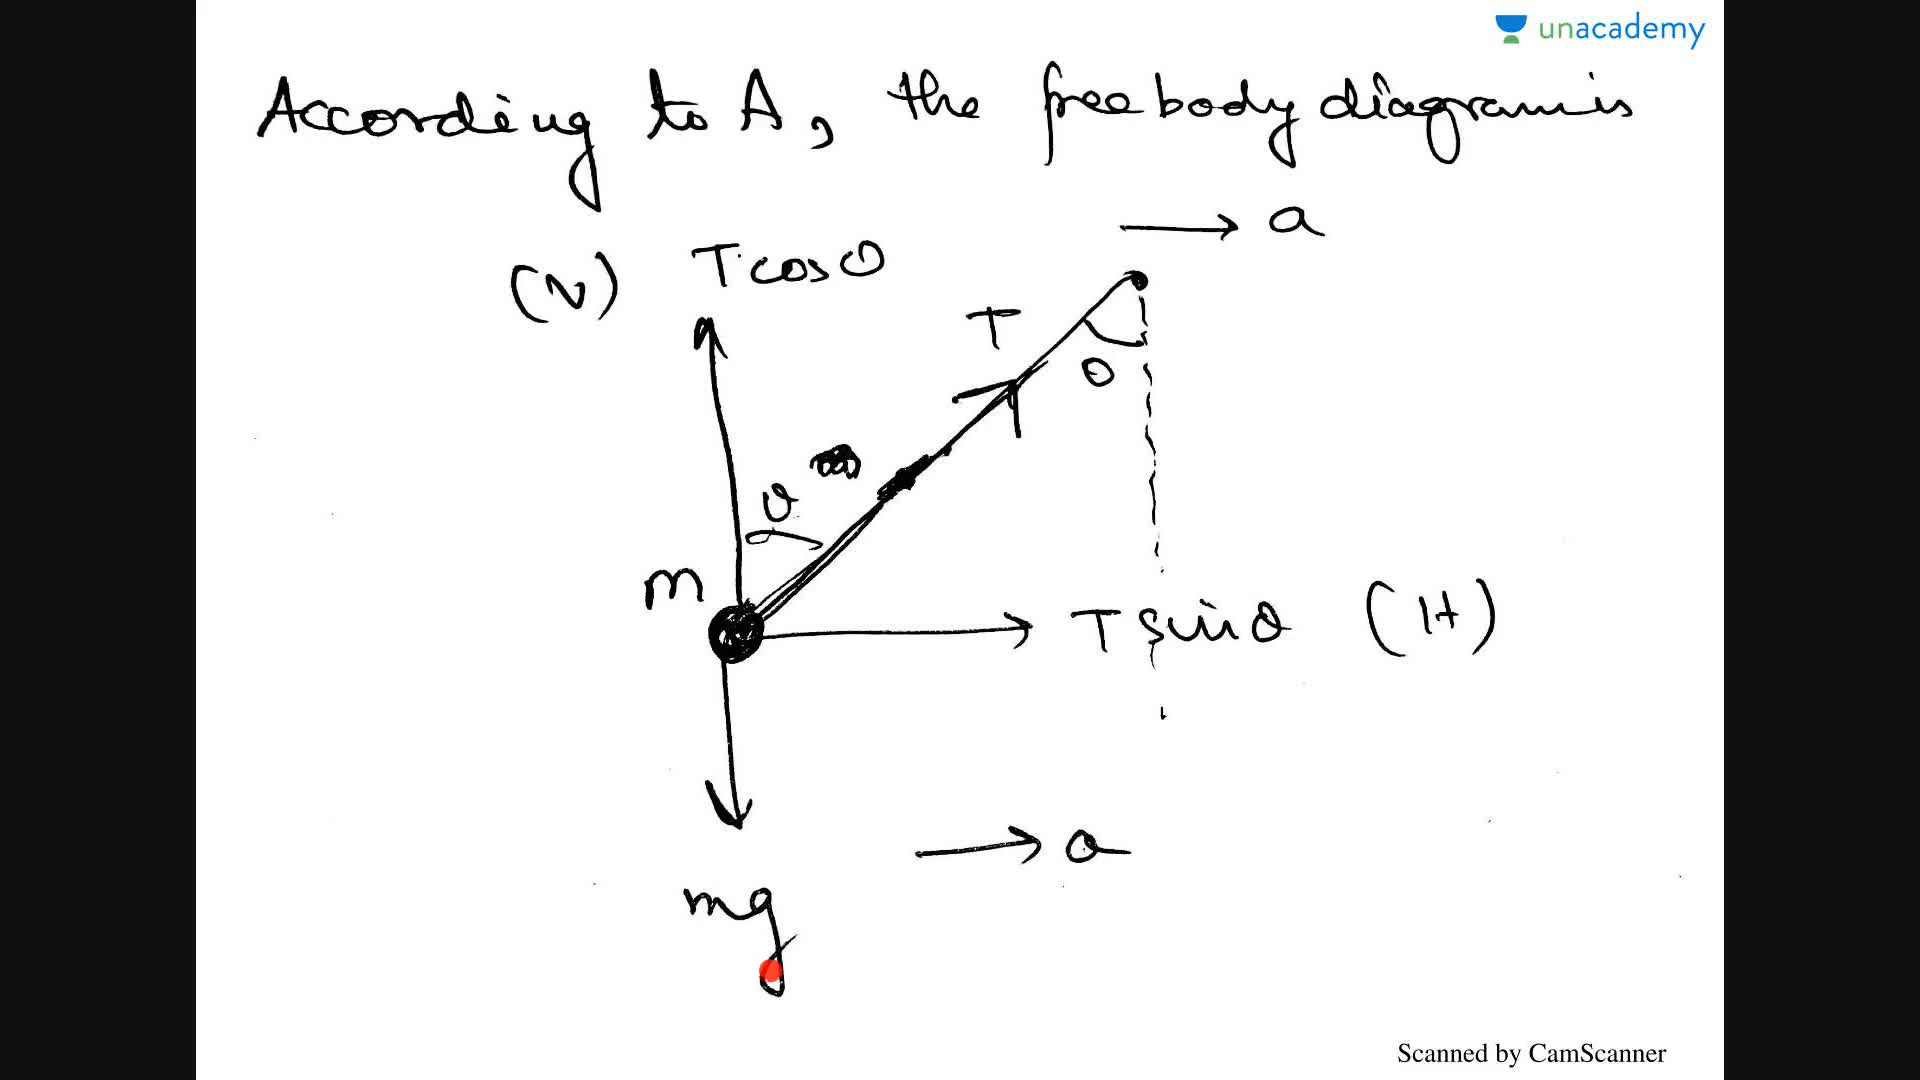 unacademy
According to A, the free body diagram is
a
(V) T cos θ
T
θ
θ
m
T sin θ (H)
a
mg
Scanned by CamScanner